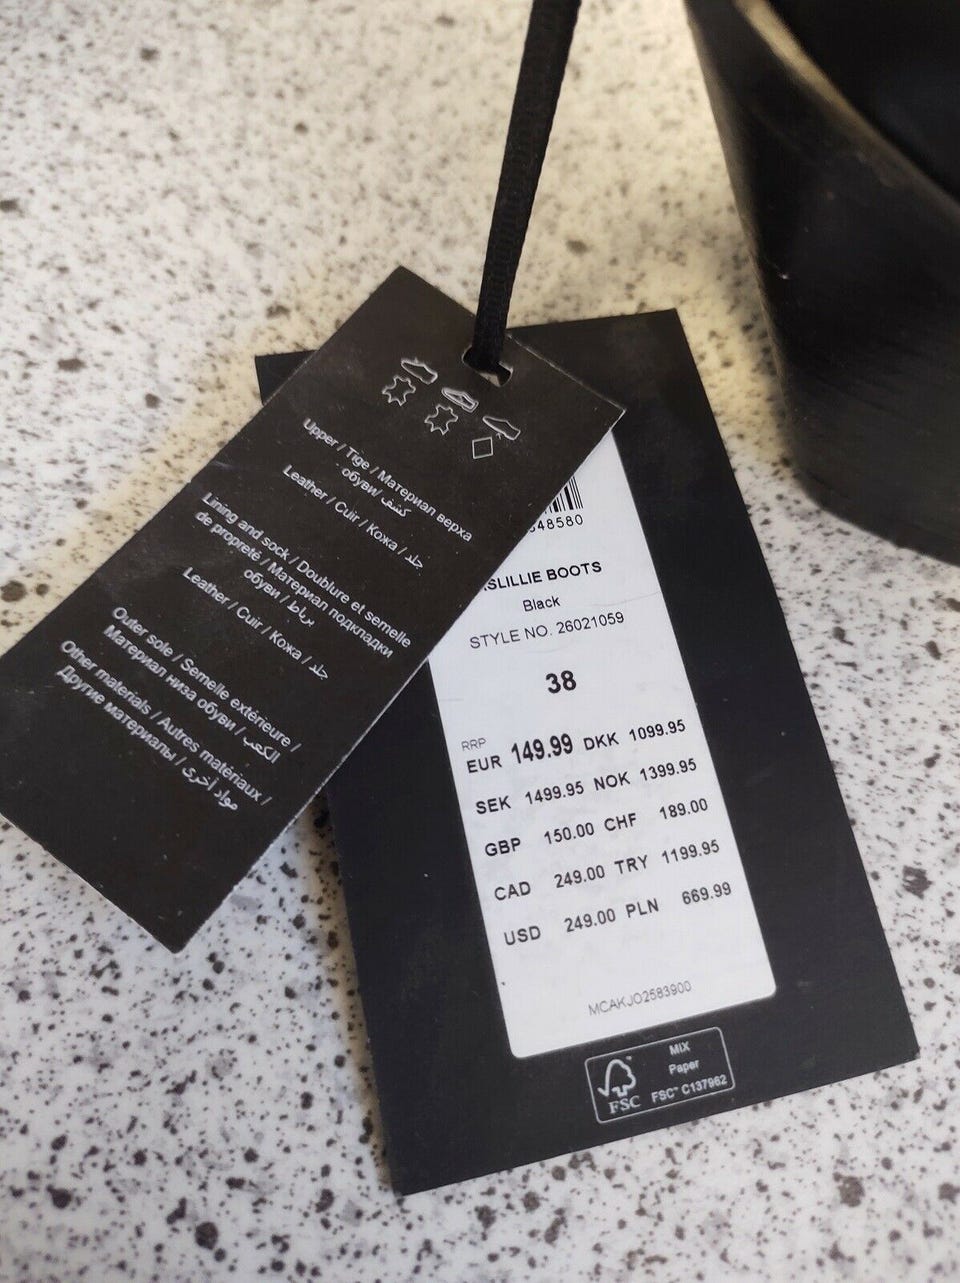 Upper / Tige / Материал верха
обуви / كشف
Leather / Cuir / Кожа / جلد
Lining and sock / Doublure et semelle
de propreté / Материал подкладки
обуви / برباط
Leather / Cuir / Кожа / جلد
Outer sole / Semelle extérieure /
Материал низа обуви / الكعب
Other materials / Autres matériaux /
Другие материалы / مواد أخرى
48580
SLILLIE BOOTS
Black
STYLE NO. 26021059
38
RRP
EUR 149.99 DKK 1099.95
SEK 1499.95 NOK 1399.95
GBP 150.00 CHF 189.00
CAD 249.00 TRY 1199.95
USD 249.00 PLN 669.99
MCAKJO2583900
FSC
MIX
Paper
FSC™ C137962